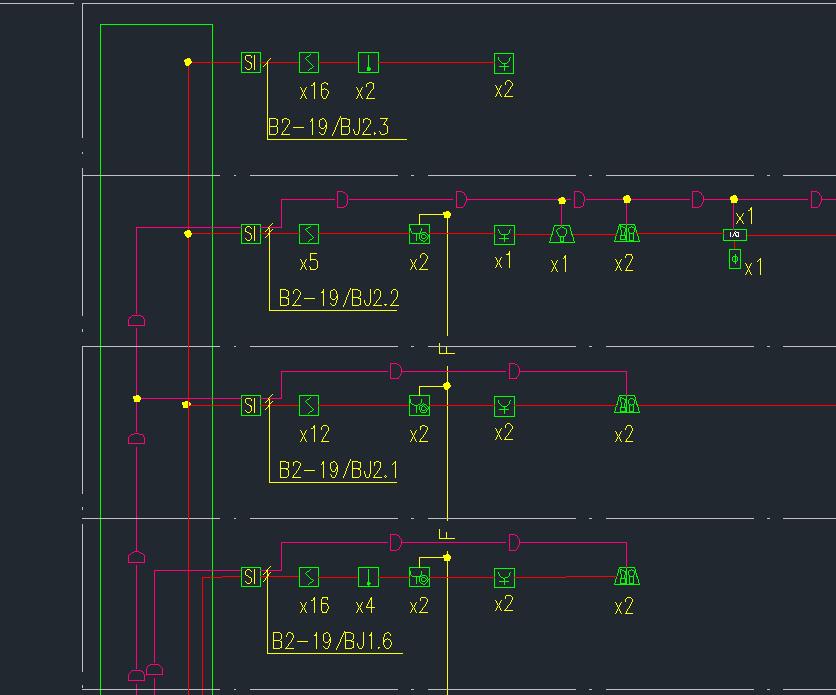 SI
x16 x2 x2
B2-19/BJ2.3
D D D D D
x1
SI I/O
x5 x2 x1 x1 x2 x1
B2-19/BJ2.2
F
D D
SI
x12 x2 x2 x2
B2-19/BJ2.1
F
D D
SI
x16 x4 x2 x2 x2
B2-19/BJ1.6